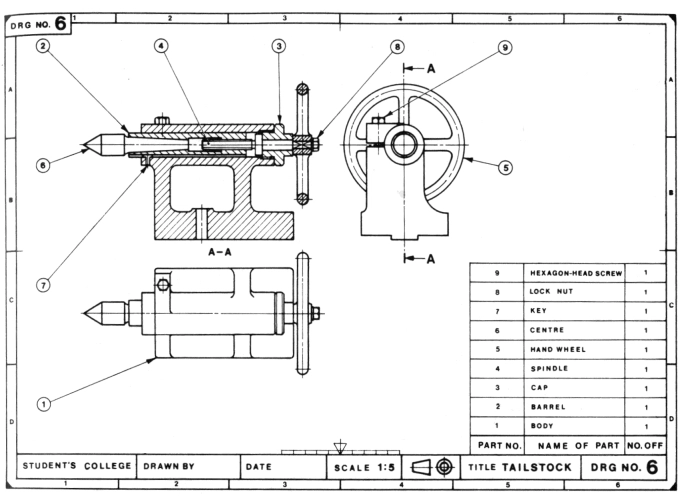 DRG NO. 6
1 2 3 4 5 6
2 4 3 8 9
A
A A
B B
6 5
A-A A
7
C C
9 HEXAGON-HEAD SCREW 1
8 LOCK NUT 1
7 KEY 1
6 CENTRE 1
5 HAND WHEEL 1
4 SPINDLE 1
3 CAP 1
2 BARREL 1
1 BODY 1
PART NO. NAME OF PART NO. OFF
1
D D
STUDENT'S COLLEGE DRAWN BY DATE SCALE 1:5 TITLE TAILSTOCK DRG NO. 6
1 2 3 4 5 6